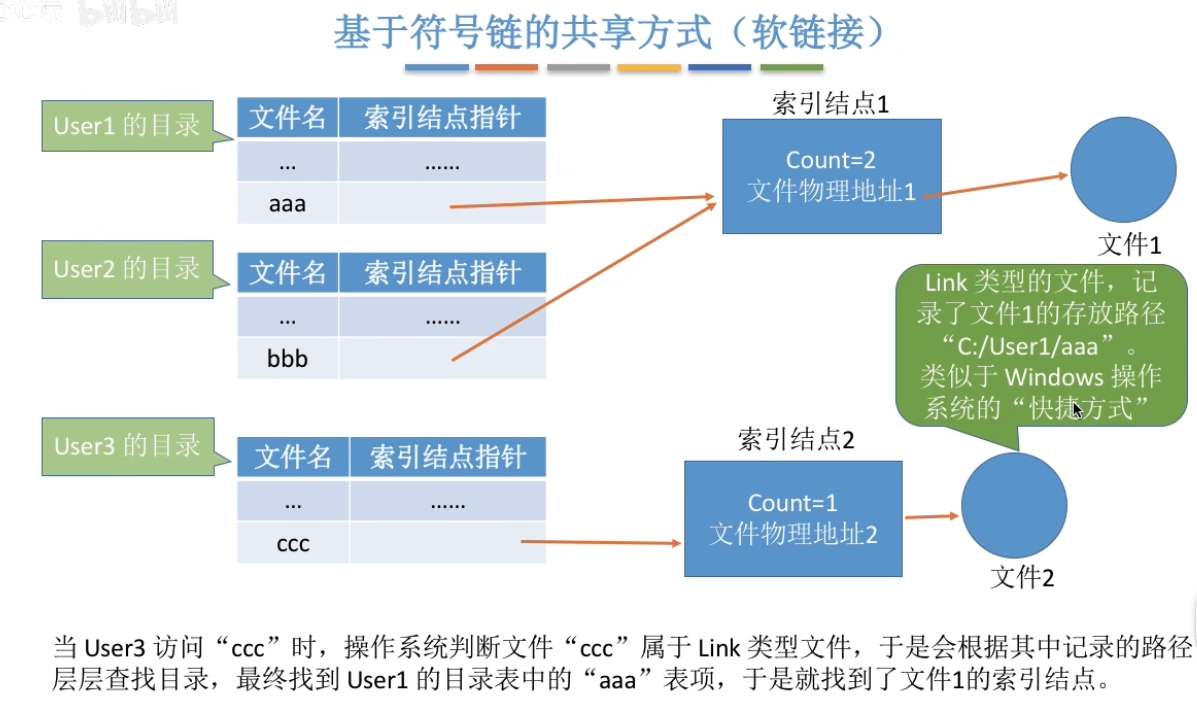 bilibili
基于符号链的共享方式（软链接）
User1 的目录
文件名 索引结点指针
... ......
aaa
索引结点1
Count=2
文件物理地址1
文件1
User2 的目录
文件名 索引结点指针
... ......
bbb
Link 类型的文件，记
录了文件1的存放路径
“C:/User1/aaa”。
类似于 Windows 操作
系统的“快捷方式”
User3 的目录
文件名 索引结点指针
... ......
ccc
索引结点2
Count=1
文件物理地址2
文件2
当 User3 访问“ccc”时，操作系统判断文件“ccc”属于 Link 类型文件，于是会根据其中记录的路径
层层查找目录，最终找到 User1 的目录表中的“aaa”表项，于是就找到了文件1的索引结点。